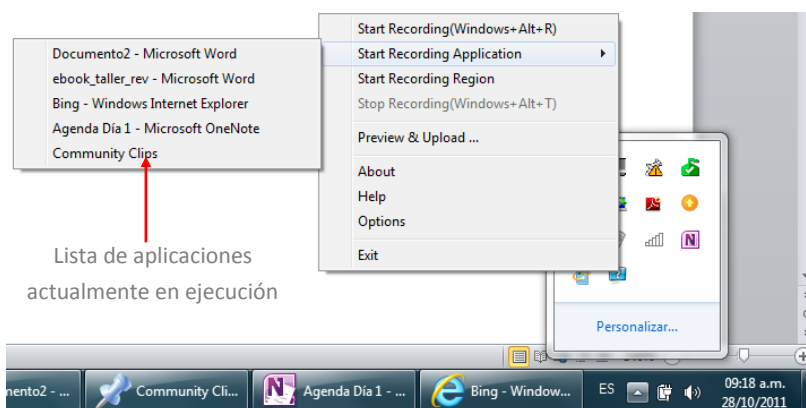 Start Recording(Windows+Alt+R)
Start Recording Application
Start Recording Region
Stop Recording(Windows+Alt+T)
Preview & Upload ...
About
Help
Options
Exit
Documento2 - Microsoft Word
ebook_taller_rev - Microsoft Word
Bing - Windows Internet Explorer
Agenda Día 1 - Microsoft OneNote
Community Clips
Lista de aplicaciones
actualmente en ejecución
Personalizar...
mento2 - ...
Community Cli...
Agenda Día 1 - ...
Bing - Window...
ES
09:18 a.m.
28/10/2011